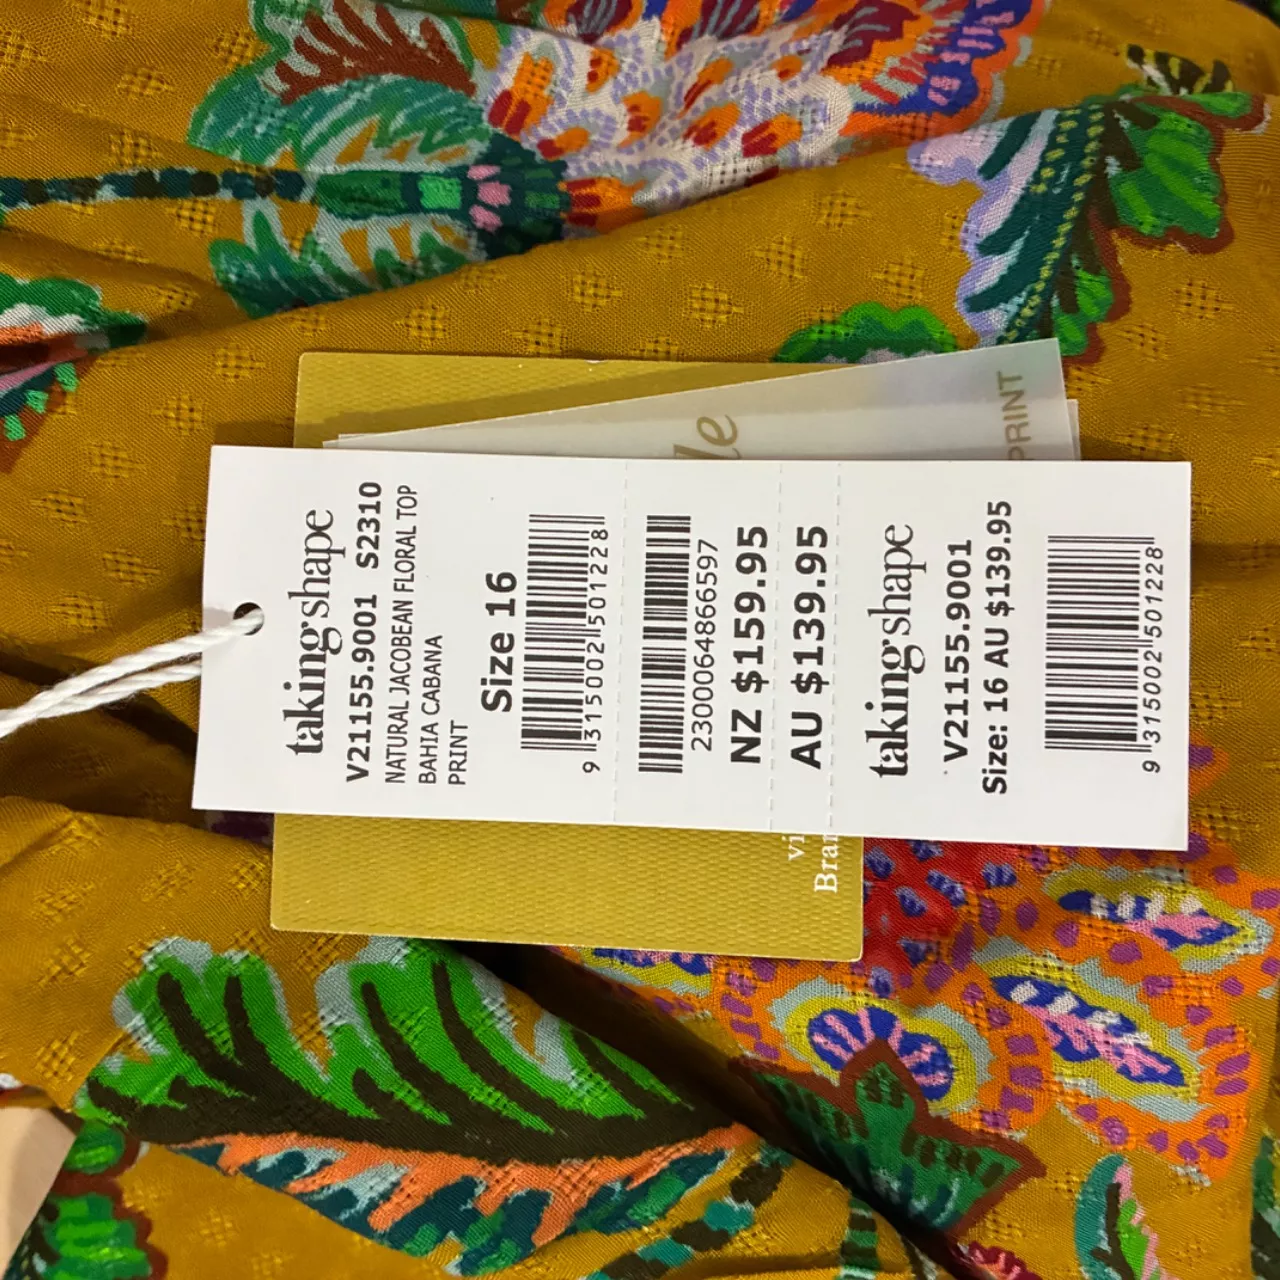 taking shape
V21155.9001 S2310
NATURAL JACOBEAN FLORAL TOP
BAHIA CABANA
PRINT
Size 16
9 315002 501228
2300064866597
NZ $159.95
AU $139.95
taking shape
V21155.9001
Size: 16 AU $139.95
9 315002 501228
PRINT